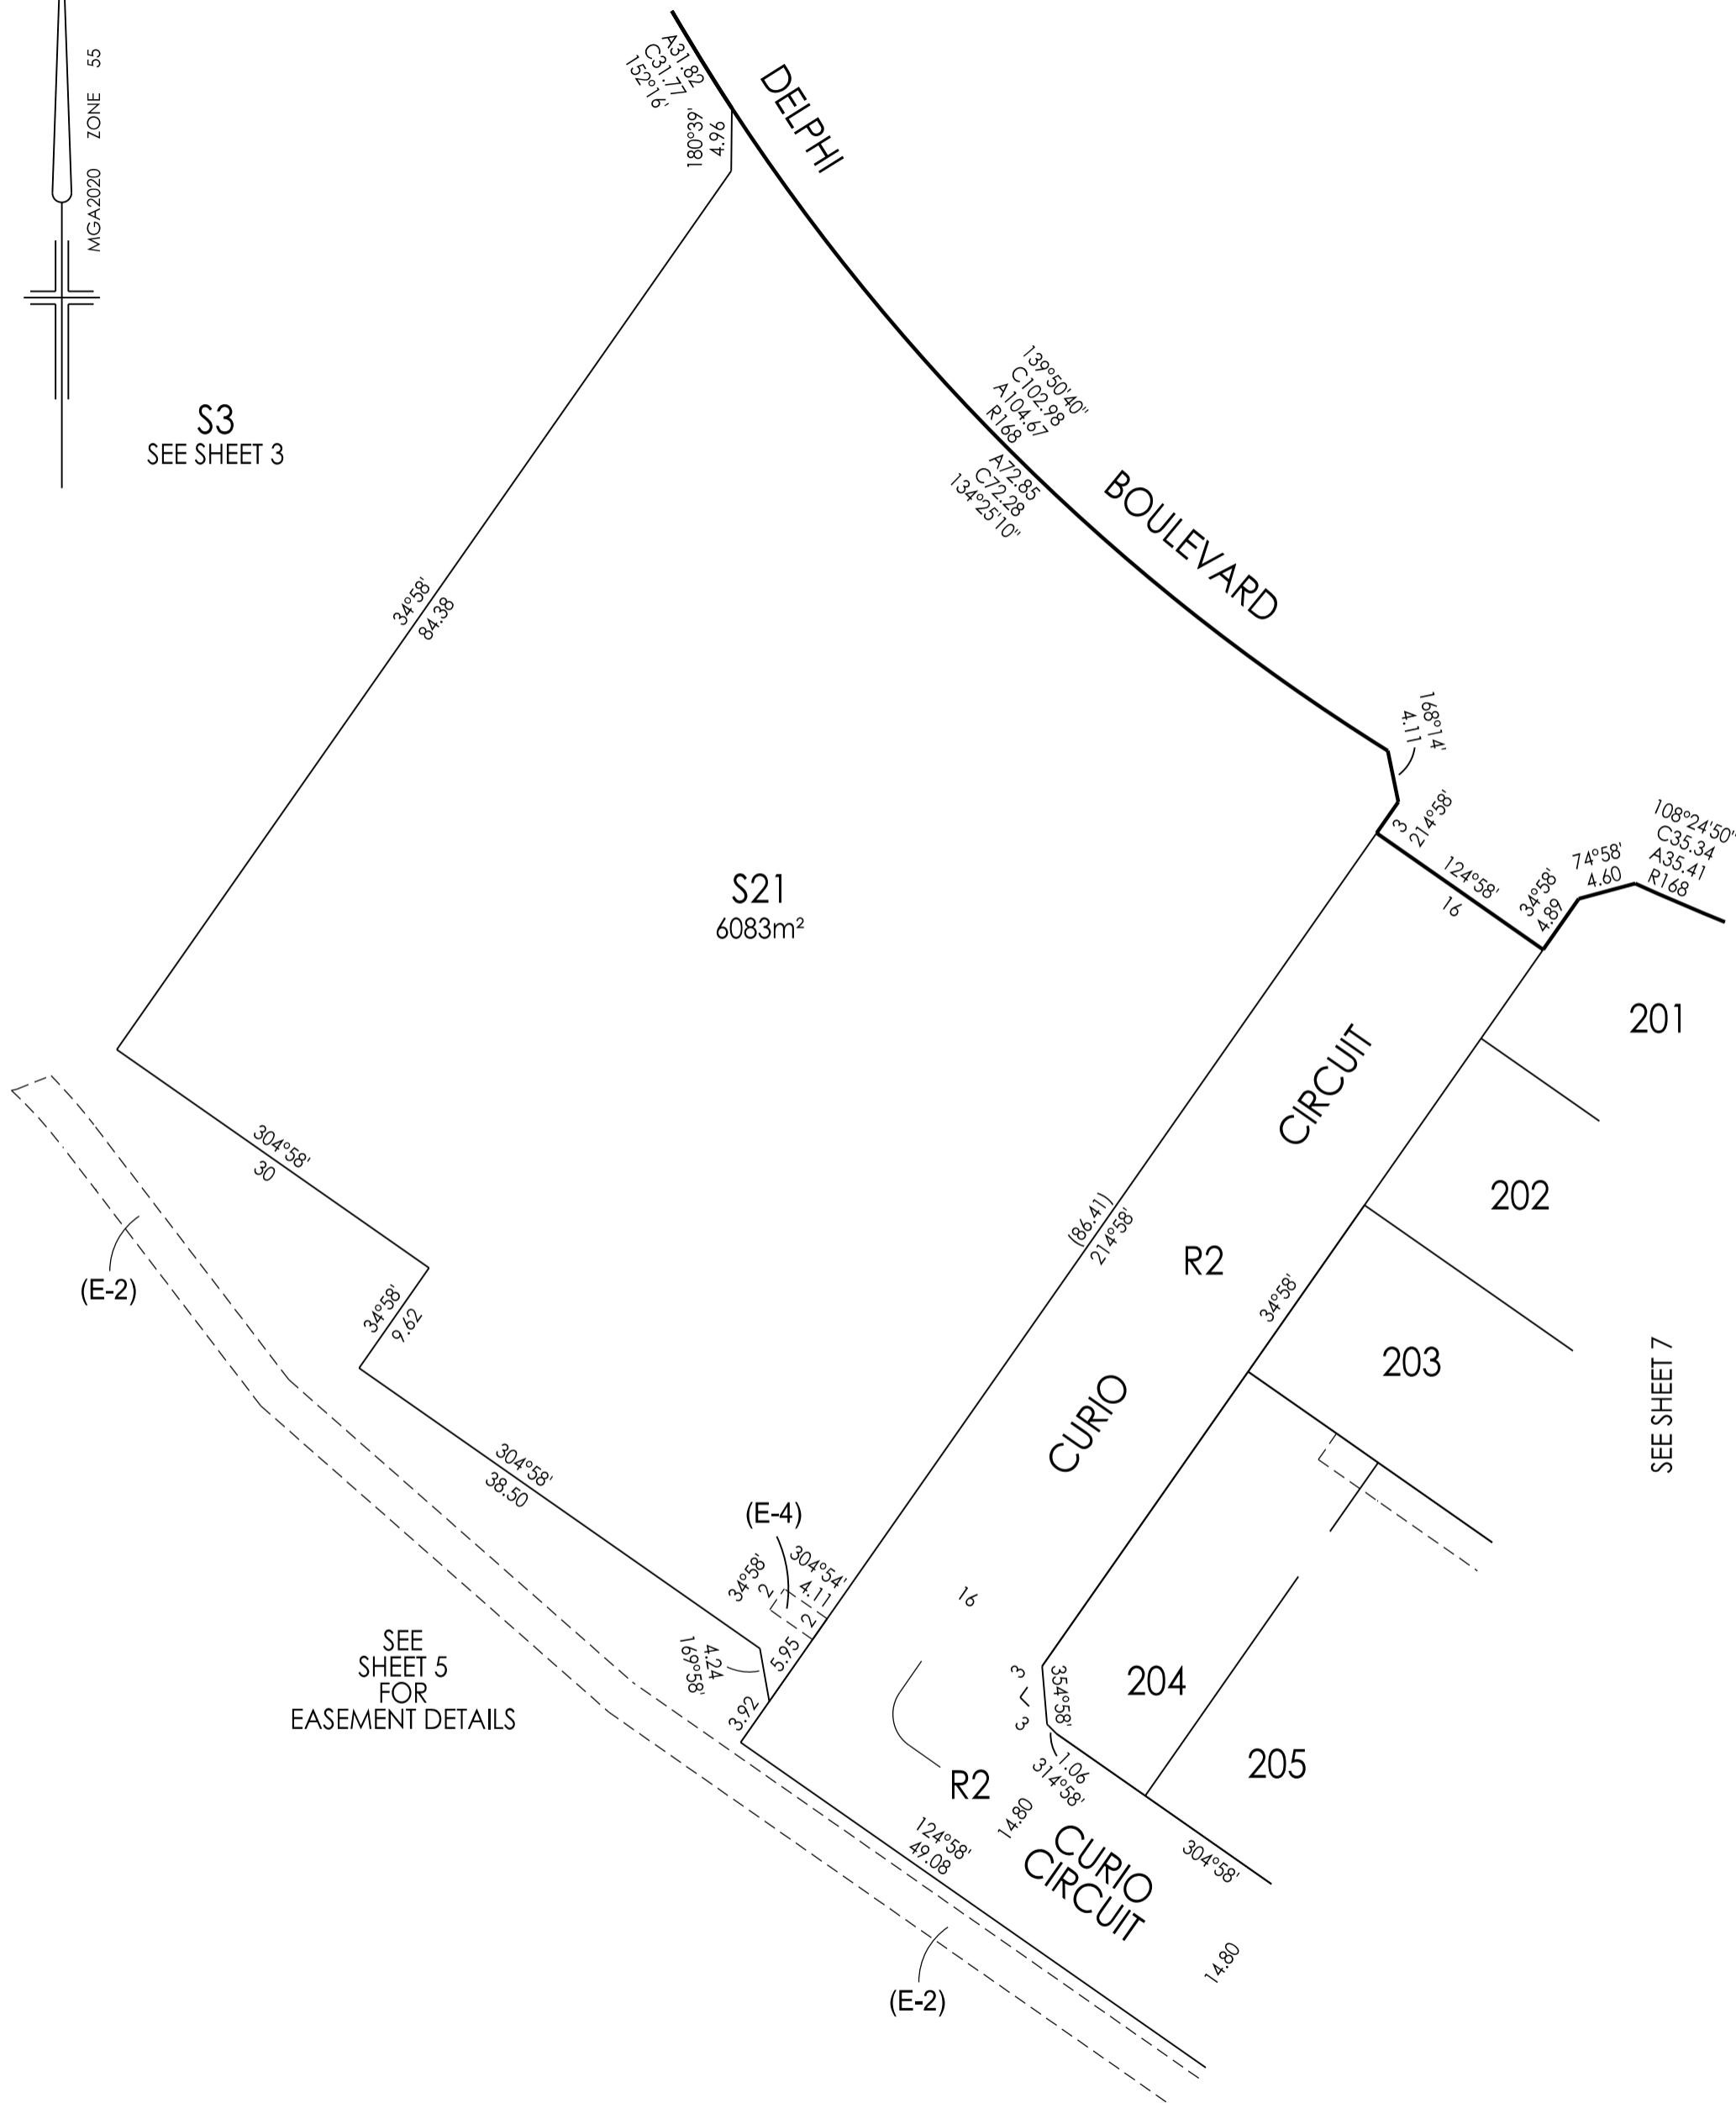 MGA2020 ZONE 55
A31.82
C31.77
152°16'
180°39'
4.96
DELPHI
S3
SEE SHEET 3
139°50'40"
C102.98
A104.67
R168
A72.85
C72.28
134°25'10"
BOULEVARD
34°58'
84.38
168°14'
4.11
3
214°58'
124°58'
16
34°58'
4.89
74°58'
4.60
108°24'50"
C35.34
A35.41
R168
S21
6083m²
201
CIRCUIT
304°58'
30
202
(86.41)
214°58'
R2
(E-2)
34°58'
9.62
34°58'
203
SEE SHEET 7
CURIO
304°58'
38.50
(E-4)
34°58'
2
304°54'
4.11
2
5.95
16
4.24
169°58'
3.92
SEE
SHEET 5
FOR
EASEMENT DETAILS
3
3
354°58'
204
1.06
314°58'
205
R2
14.80
124°58'
49.08
CURIO
CIRCUIT
304°58'
14.80
(E-2)